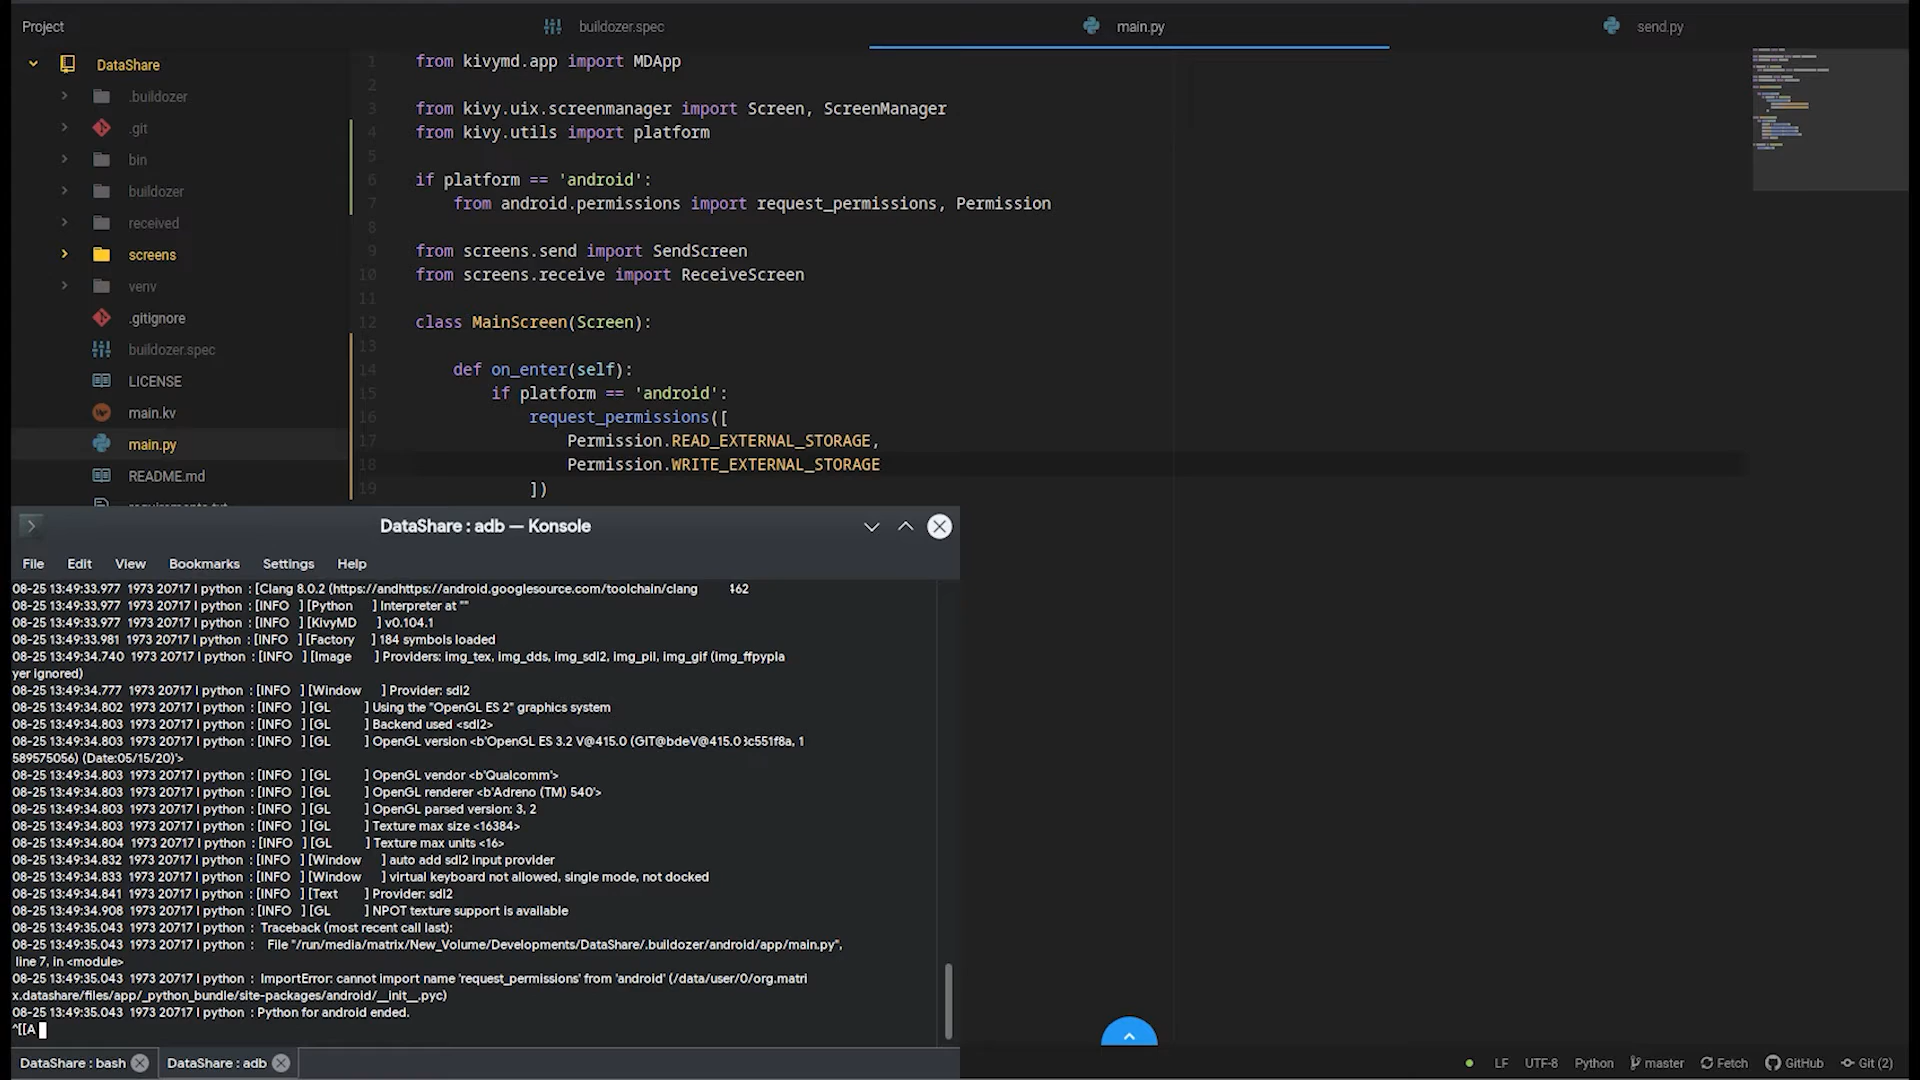 Project
buildozer.spec
main.py
send.py
DataShare
.buildozer
.git
bin
buildozer
received
screens
venv
.gitignore
buildozer.spec
LICENSE
main.kv
main.py
README.md
1 from kivymd.app import MDApp
2
3 from kivy.uix.screenmanager import Screen, ScreenManager
4 from kivy.utils import platform
5
6 if platform == 'android':
7 from android.permissions import request_permissions, Permission
8
9 from screens.send import SendScreen
10 from screens.receive import ReceiveScreen
11
12 class MainScreen(Screen):
13
14 def on_enter(self):
15 if platform == 'android':
16 request_permissions([
17 Permission.READ_EXTERNAL_STORAGE,
18 Permission.WRITE_EXTERNAL_STORAGE
19 ])
DataShare : adb — Konsole
File Edit View Bookmarks Settings Help
08-25 13:49:33.977 1973 20717 I python : [Clang 8.0.2 (https://andhttps://android.googlesource.com/toolchain/clang 462
08-25 13:49:33.977 1973 20717 I python : [INFO ] [Python ] Interpreter at ""
08-25 13:49:33.977 1973 20717 I python : [INFO ] [KivyMD ] v0.104.1
08-25 13:49:33.981 1973 20717 I python : [INFO ] [Factory ] 184 symbols loaded
08-25 13:49:34.740 1973 20717 I python : [INFO ] [Image ] Providers: img_tex, img_dds, img_sdl2, img_pil, img_gif (img_ffpypla
yer ignored)
08-25 13:49:34.777 1973 20717 I python : [INFO ] [Window ] Provider: sdl2
08-25 13:49:34.802 1973 20717 I python : [INFO ] [GL ] Using the "OpenGL ES 2" graphics system
08-25 13:49:34.803 1973 20717 I python : [INFO ] [GL ] Backend used <sdl2>
08-25 13:49:34.803 1973 20717 I python : [INFO ] [GL ] OpenGL version <b'OpenGL ES 3.2 V@415.0 (GIT@bdeV@415.0 3c551f8a, 1
589575056) (Date:05/15/20)'>
08-25 13:49:34.803 1973 20717 I python : [INFO ] [GL ] OpenGL vendor <b'Qualcomm'>
08-25 13:49:34.803 1973 20717 I python : [INFO ] [GL ] OpenGL renderer <b'Adreno (TM) 540'>
08-25 13:49:34.803 1973 20717 I python : [INFO ] [GL ] OpenGL parsed version: 3, 2
08-25 13:49:34.803 1973 20717 I python : [INFO ] [GL ] Texture max size <16384>
08-25 13:49:34.804 1973 20717 I python : [INFO ] [GL ] Texture max units <16>
08-25 13:49:34.832 1973 20717 I python : [INFO ] [Window ] auto add sdl2 input provider
08-25 13:49:34.833 1973 20717 I python : [INFO ] [Window ] virtual keyboard not allowed, single mode, not docked
08-25 13:49:34.841 1973 20717 I python : [INFO ] [Text ] Provider: sdl2
08-25 13:49:34.908 1973 20717 I python : [INFO ] [GL ] NPOT texture support is available
08-25 13:49:35.043 1973 20717 I python : Traceback (most recent call last):
08-25 13:49:35.043 1973 20717 I python : File "/run/media/matrix/New_Volume/Developments/DataShare/.buildozer/android/app/main.py",
line 7, in <module>
08-25 13:49:35.043 1973 20717 I python : ImportError: cannot import name 'request_permissions' from 'android' (/data/user/0/org.matri
x.datashare/files/app/_python_bundle/site-packages/android/__init__.pyc)
08-25 13:49:35.043 1973 20717 I python : Python for android ended.
^[[A
DataShare : bash DataShare : adb
LF UTF-8 Python master Fetch GitHub Git (2)